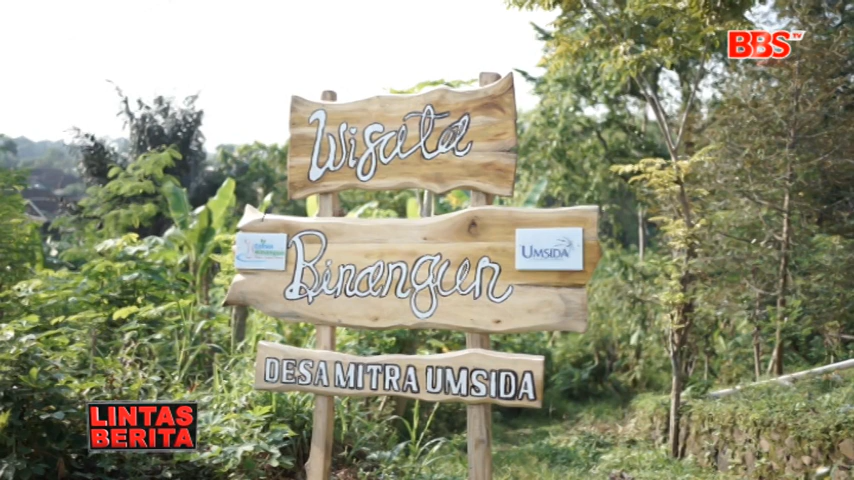 BBS TV
Wisata
Binangun
UMSIDA
DESA MITRA UMSIDA
LINTAS
BERITA